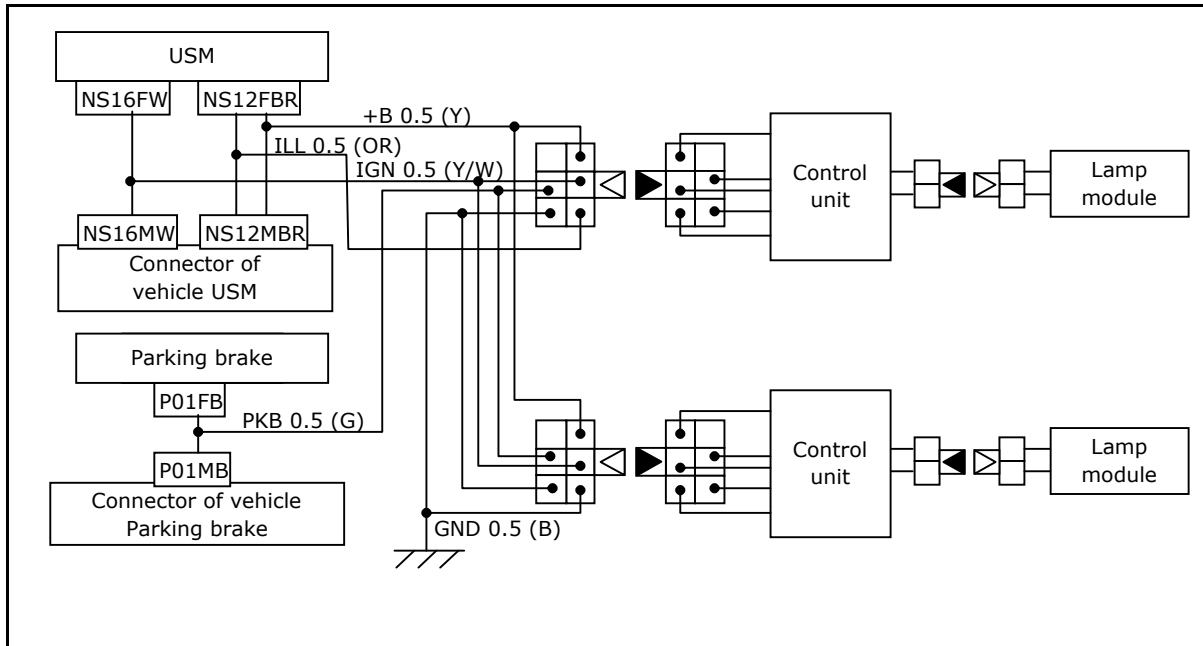 USM
NS16FW
NS12FBR
+B 0.5 (Y)
ILL 0.5 (OR)
IGN 0.5 (Y/W)
NS16MW
NS12MBR
Connector of
vehicle USM
Parking brake
P01FB
PKB 0.5 (G)
P01MB
Connector of vehicle
Parking brake
GND 0.5 (B)
Control
unit
Lamp
module
Control
unit
Lamp
module